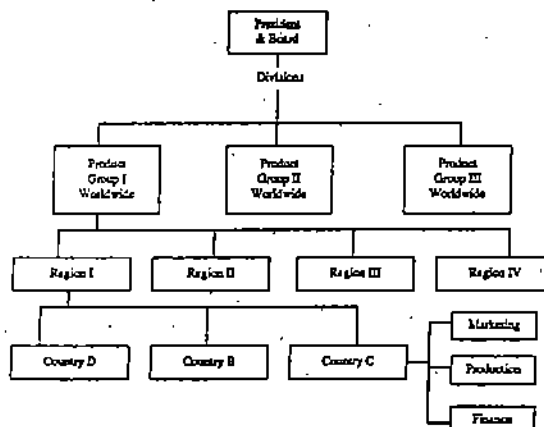 President
& Board
Divisions
Product
Group I
Worldwide
Product
Group II
Worldwide
Product
Group III
Worldwide
Region I
Region II
Region III
Region IV
Country D
Country B
Country C
Marketing
Production
Finance